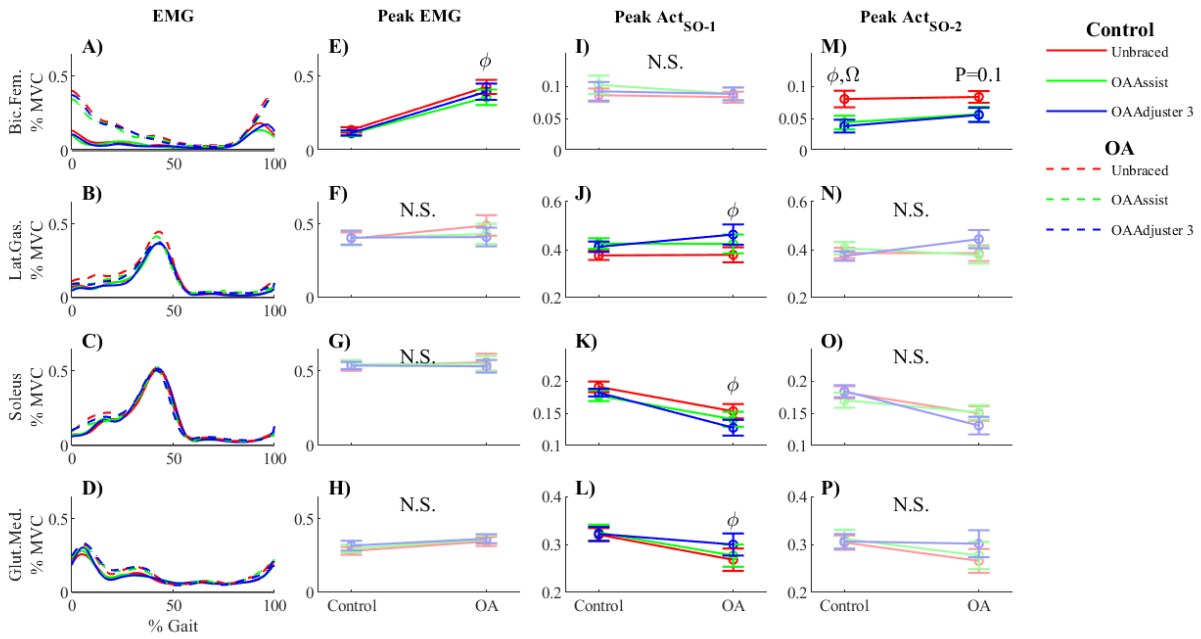 EMG Peak EMG Peak Act_SO-1 Peak Act_SO-2
Control
Unbraced
OAAssist
OAAdjuster 3
OA
Unbraced
OAAssist
OAAdjuster 3
A) E) I) M)
Bic.Fem.
% MVC
0.5
0
0 50 100
0.5
0
ϕ
0.1
0.05
0
N.S.
0.1
0.05
0
ϕ,Ω P=0.1
B) F) J) N)
Lat.Gas.
% MVC
0.5
0
0 50 100
0.5
0
N.S.
0.6
0.4
0.2
ϕ
0.6
0.4
0.2
N.S.
C) G) K) O)
Soleus
% MVC
0.5
0
0 50 100
0.5
0
N.S.
0.2
0.15
0.1
ϕ
0.2
0.15
0.1
N.S.
D) H) L) P)
Glut.Med.
% MVC
0.5
0
0 50 100
% Gait
0.5
0
N.S.
Control OA
0.4
0.3
0.2
ϕ
Control OA
0.4
0.3
0.2
N.S.
Control OA